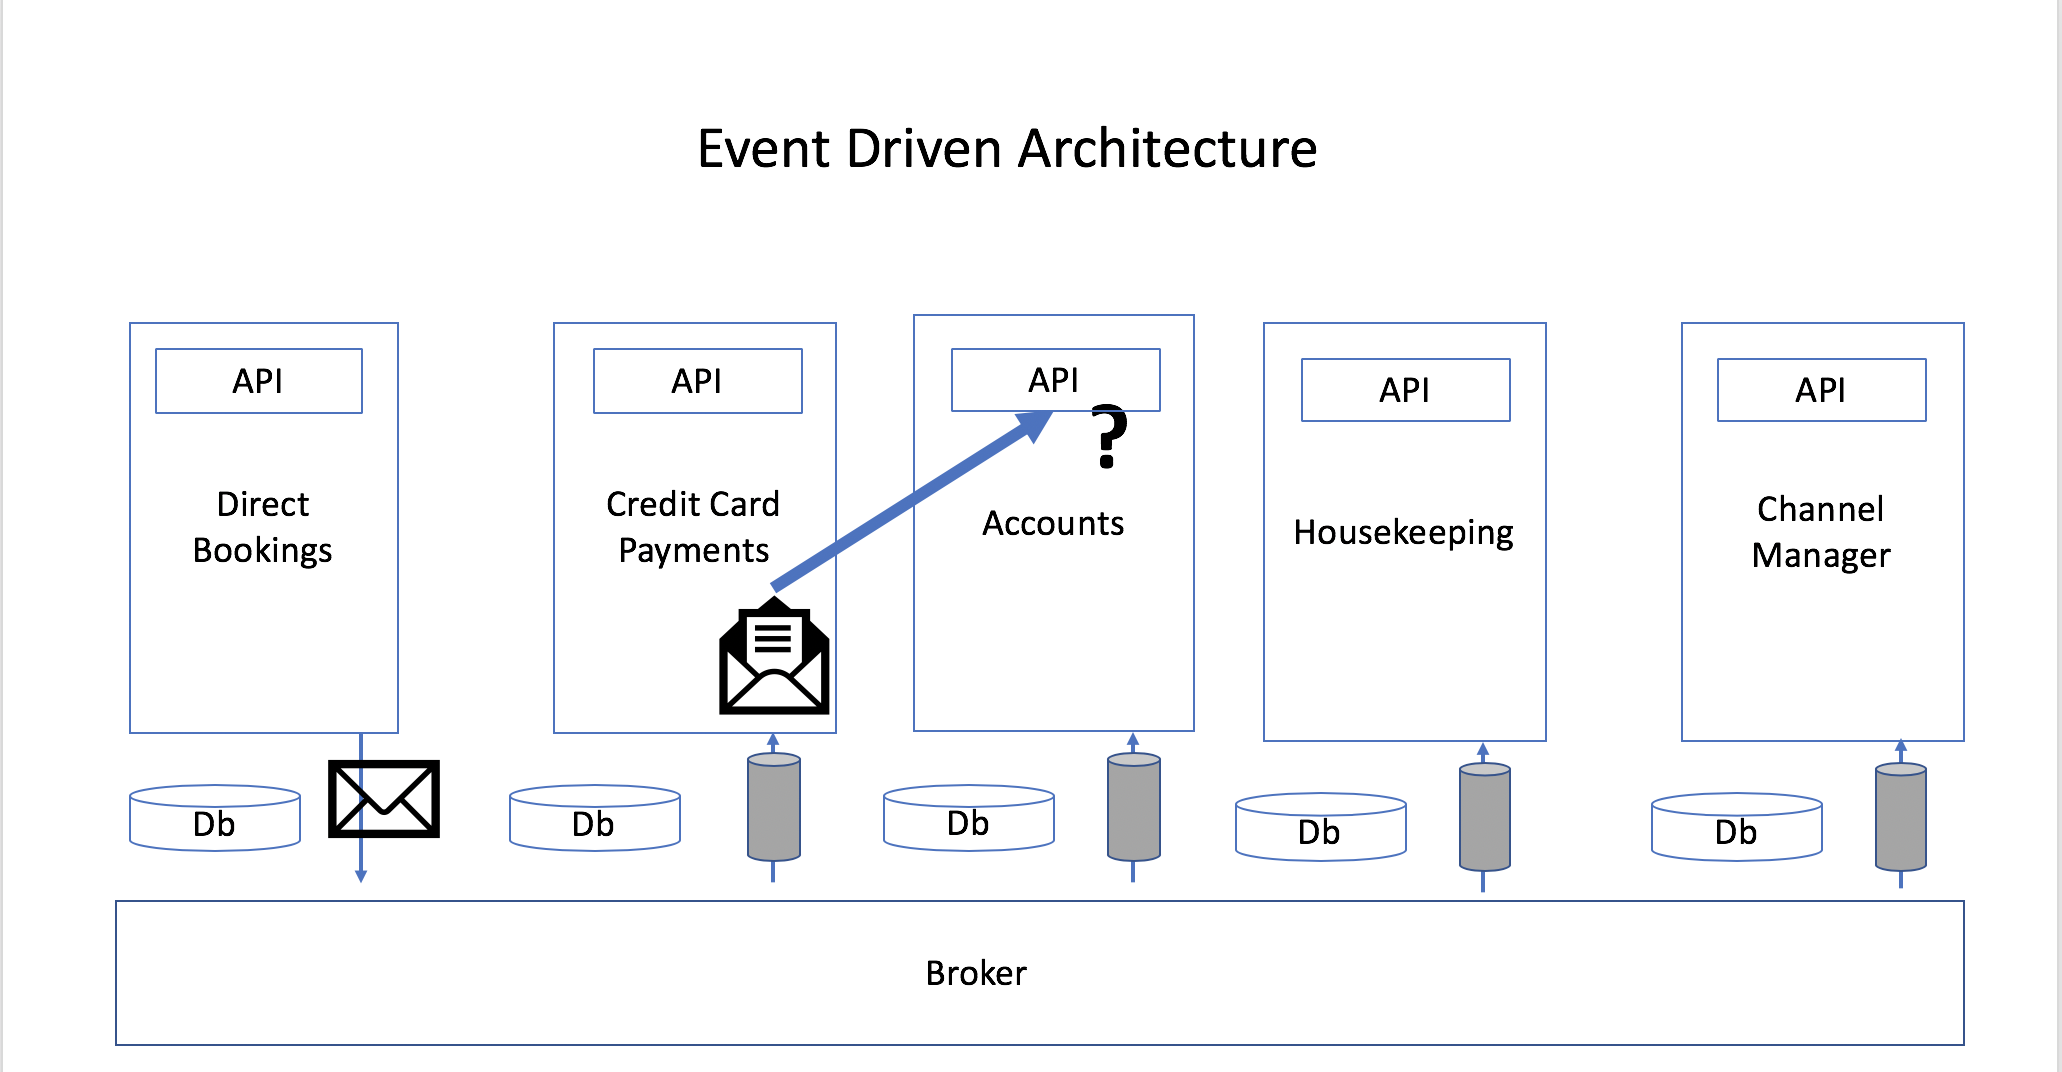 Event Driven Architecture
API
API
API
API
API
?
Direct
Bookings
Credit Card
Payments
Accounts
Housekeeping
Channel
Manager
Db
Db
Db
Db
Db
Broker